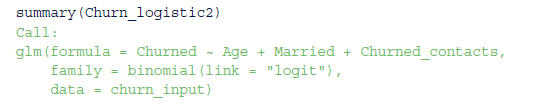 summary(Churn_logistic2)
Call:
glm(formula = Churned ~ Age + Married + Churned_contacts,
    family = binomial(link = "logit"),
    data = churn_input)